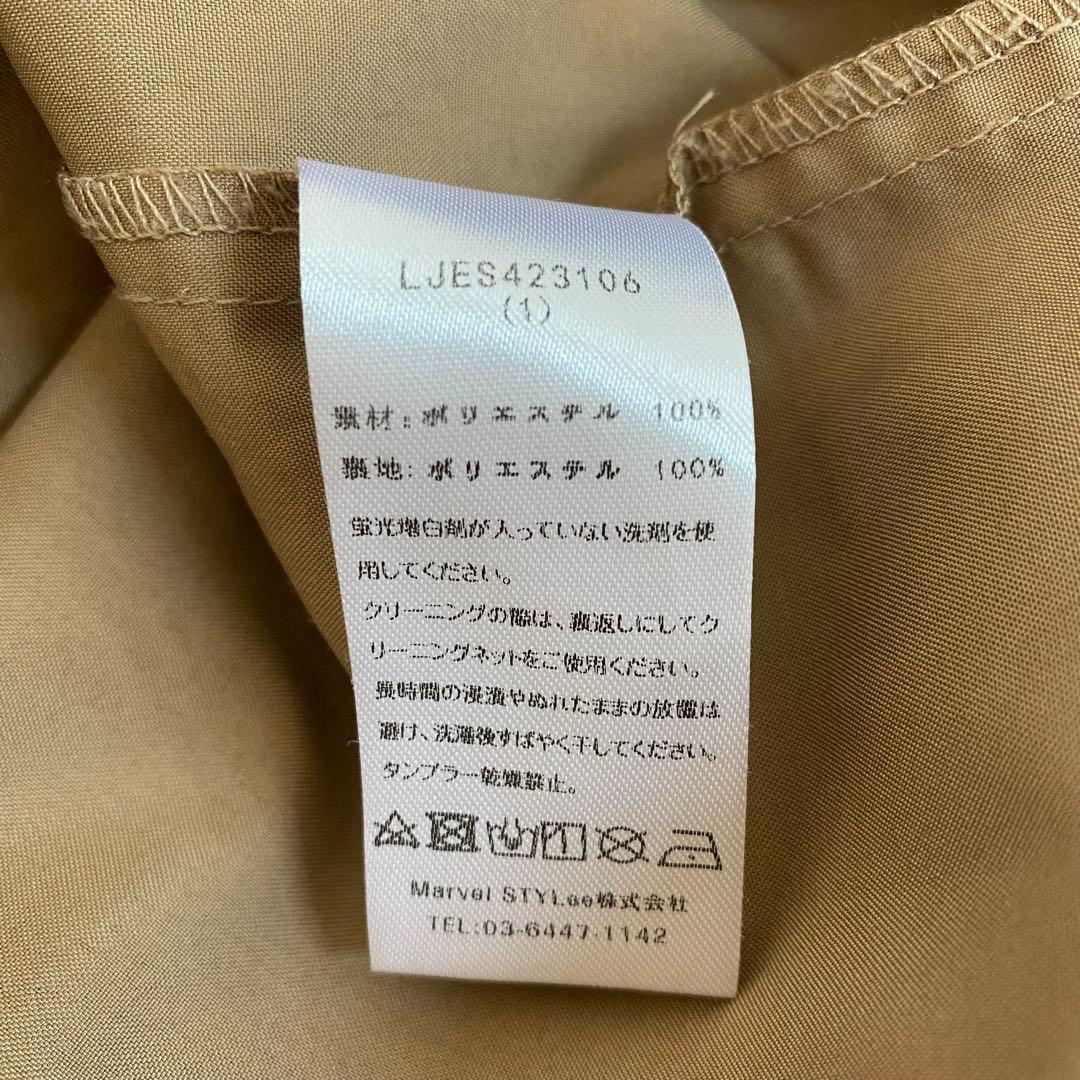 LJES423106
(1)
素材:ポリエステル 100%
裏地:ポリエステル 100%
蛍光増白剤が入っていない洗剤を使
用してください。
クリーニングの際は、裏返しにしてク
リーニングネットをご使用ください。
長時間の浸漬やぬれたままの放置は
避け、洗濯後すばやく干してください。
タンブラー乾燥禁止。
Marvel STYLee株式会社
TEL:03-6447-1142